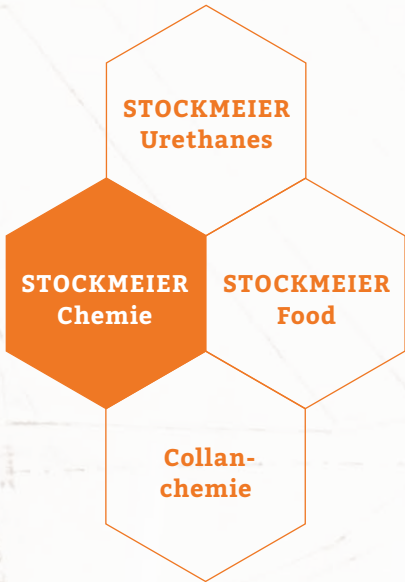 STOCKMEIER
Urethanes
STOCKMEIER
Chemie
STOCKMEIER
Food
Collan-
chemie